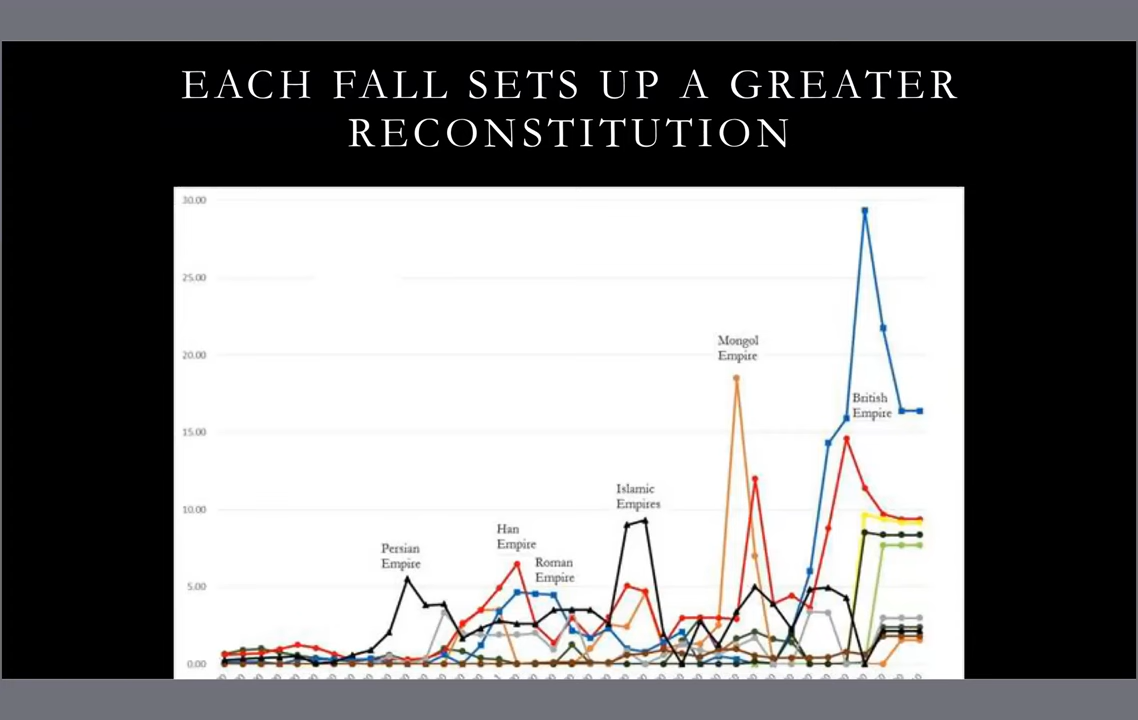 EACH FALL SETS UP A GREATER
RECONSTITUTION
30.00
25.00
20.00
15.00
10.00
5.00
0.00
Persian
Empire
Han
Empire
Roman
Empire
Islamic
Empires
Mongol
Empire
British
Empire